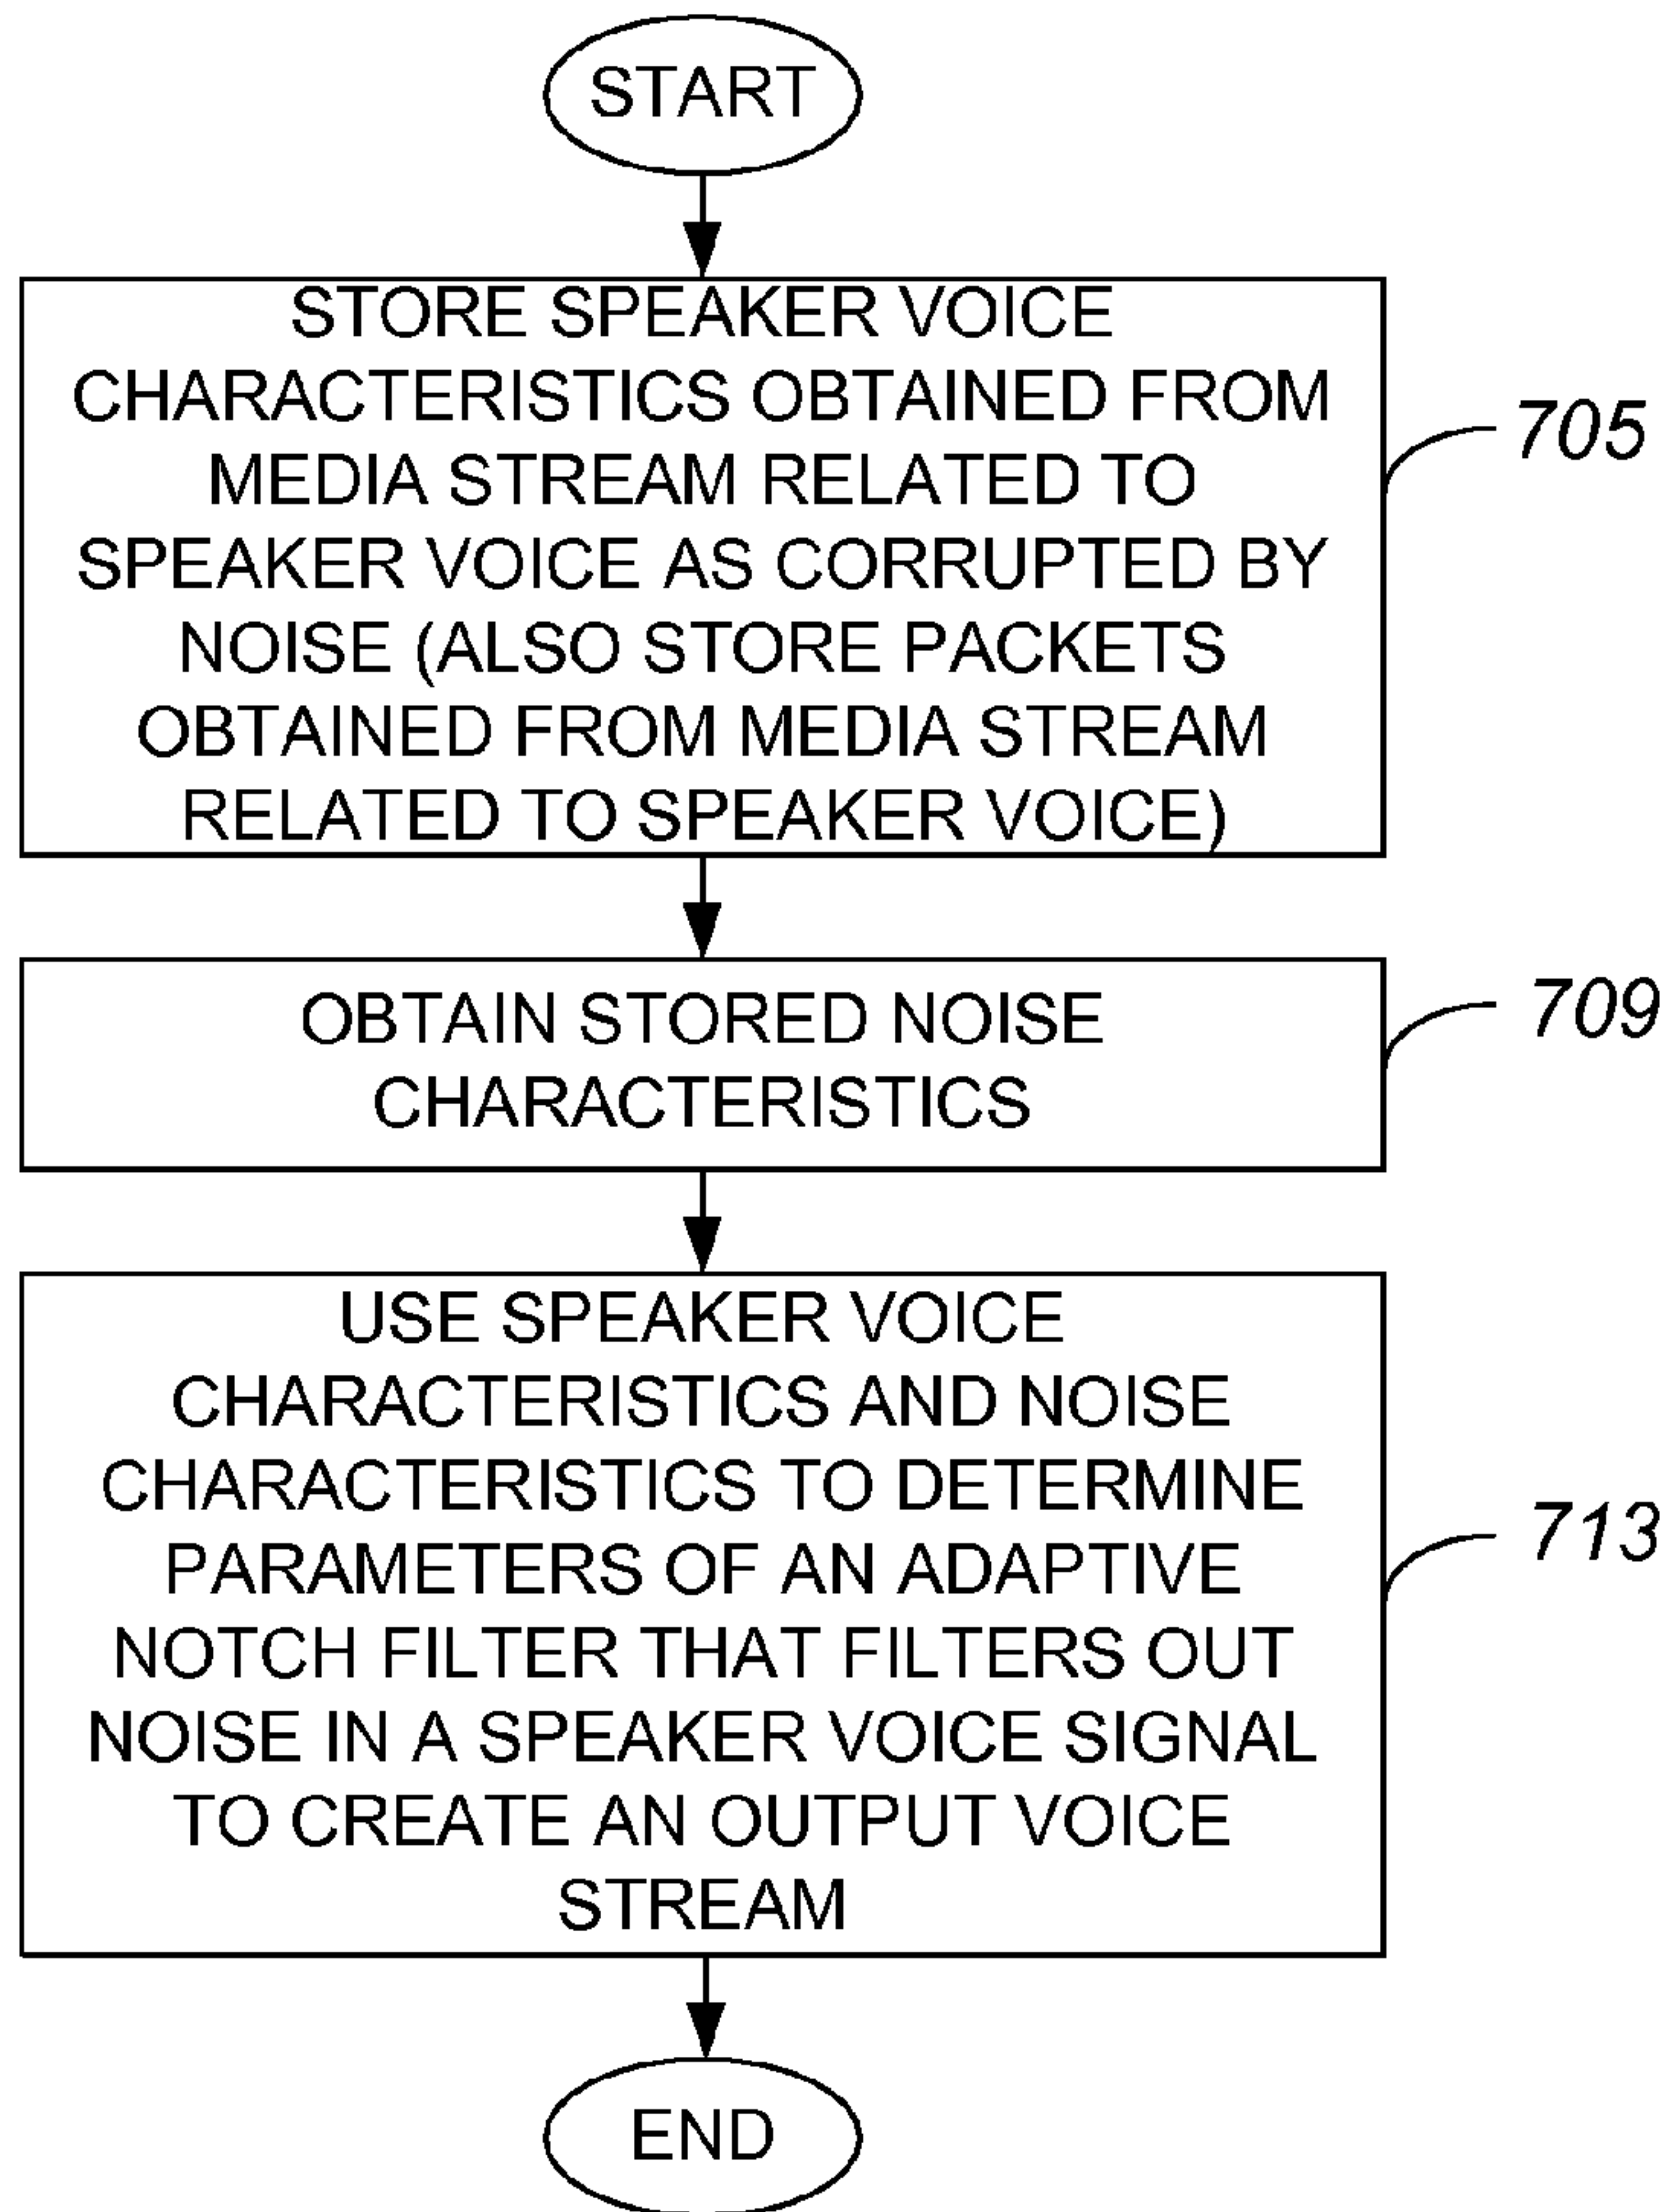 START
STORE SPEAKER VOICE
CHARACTERISTICS OBTAINED FROM
MEDIA STREAM RELATED TO
SPEAKER VOICE AS CORRUPTED BY
NOISE (ALSO STORE PACKETS
OBTAINED FROM MEDIA STREAM
RELATED TO SPEAKER VOICE)
705
OBTAIN STORED NOISE
CHARACTERISTICS
709
USE SPEAKER VOICE
CHARACTERISTICS AND NOISE
CHARACTERISTICS TO DETERMINE
PARAMETERS OF AN ADAPTIVE
NOTCH FILTER THAT FILTERS OUT
NOISE IN A SPEAKER VOICE SIGNAL
TO CREATE AN OUTPUT VOICE
STREAM
713
END